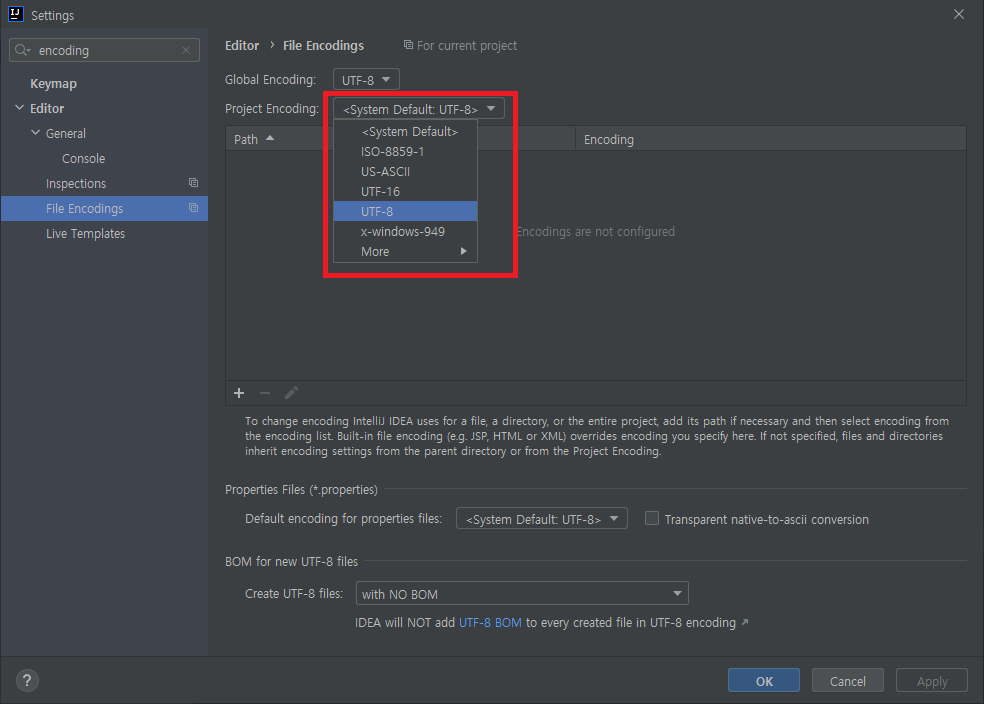 IJ
Settings
encoding
Keymap
Editor
General
Console
Inspections
File Encodings
Live Templates
Editor › File Encodings For current project
Global Encoding: UTF-8
Project Encoding: <System Default: UTF-8>
<System Default>
ISO-8859-1
US-ASCII
UTF-16
UTF-8
x-windows-949
More
Path Encoding
Encodings are not configured
To change encoding IntelliJ IDEA uses for a file, a directory, or the entire project, add its path if necessary and then select encoding from
the encoding list. Built-in file encoding (e.g. JSP, HTML or XML) overrides encoding you specify here. If not specified, files and directories
inherit encoding settings from the parent directory or from the Project Encoding.
Properties Files (*.properties)
Default encoding for properties files: <System Default: UTF-8> Transparent native-to-ascii conversion
BOM for new UTF-8 files
Create UTF-8 files: with NO BOM
IDEA will NOT add UTF-8 BOM to every created file in UTF-8 encoding ↗
? OK Cancel Apply